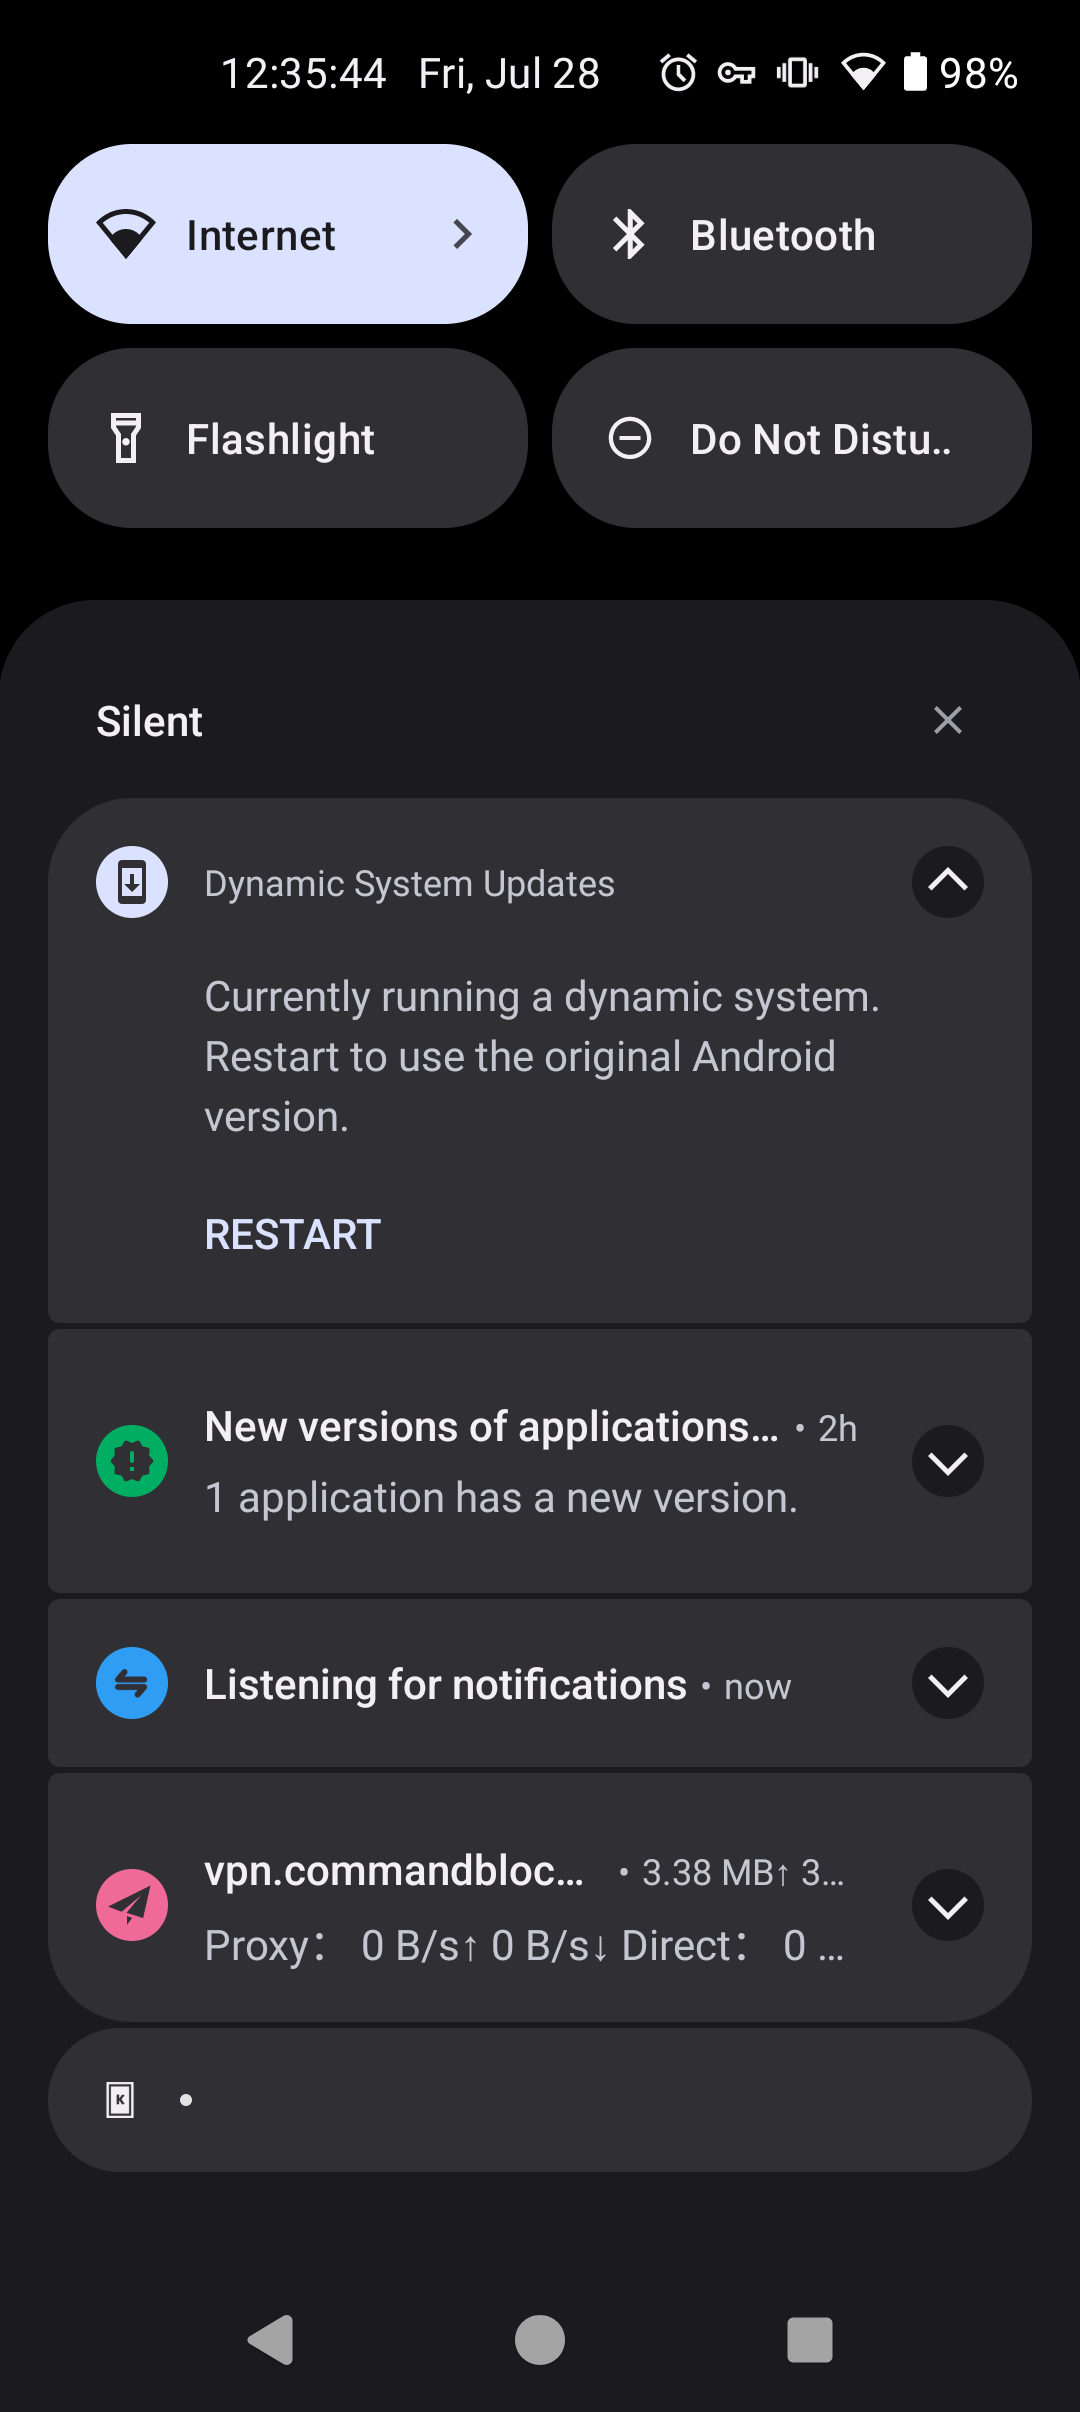 12:35:44 Fri, Jul 28 98%
Internet
Bluetooth
Flashlight
Do Not Distu..
Silent
Dynamic System Updates
Currently running a dynamic system.
Restart to use the original Android
version.
RESTART
New versions of applications… • 2h
1 application has a new version.
Listening for notifications • now
vpn.commandbloc… • 3.38 MB↑ 3…
Proxy： 0 B/s↑ 0 B/s↓ Direct： 0 …
K